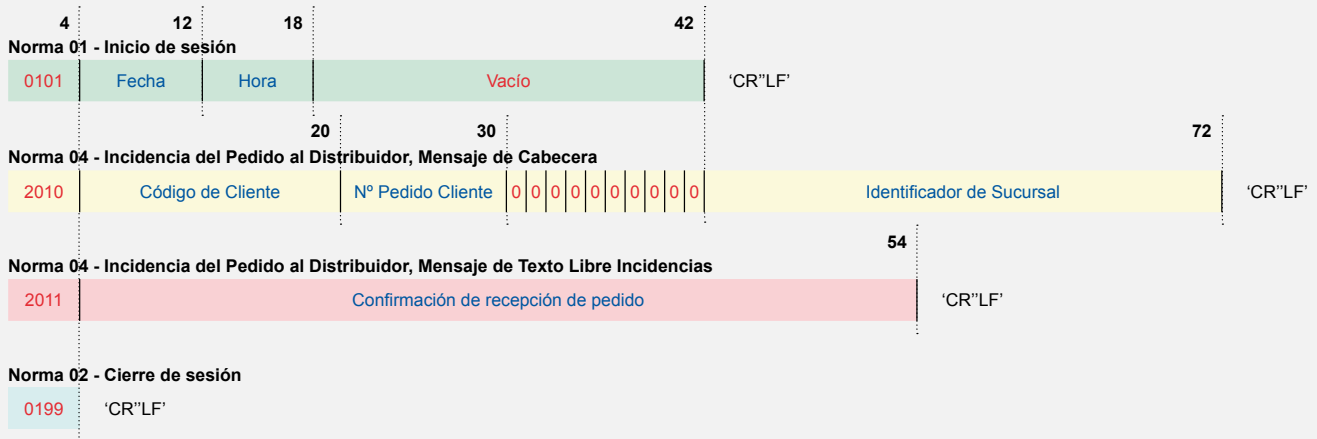 4 12 18 42
Norma 01 - Inicio de sesión
0101 Fecha Hora Vacío ‘CR’’LF’
20 30 72
Norma 04 - Incidencia del Pedido al Distribuidor, Mensaje de Cabecera
2010 Código de Cliente Nº Pedido Cliente 0 0 0 0 0 0 0 0 0 0 Identificador de Sucursal ‘CR’’LF’
54
Norma 04 - Incidencia del Pedido al Distribuidor, Mensaje de Texto Libre Incidencias
2011 Confirmación de recepción de pedido ‘CR’’LF’
Norma 02 - Cierre de sesión
0199 ‘CR’’LF’